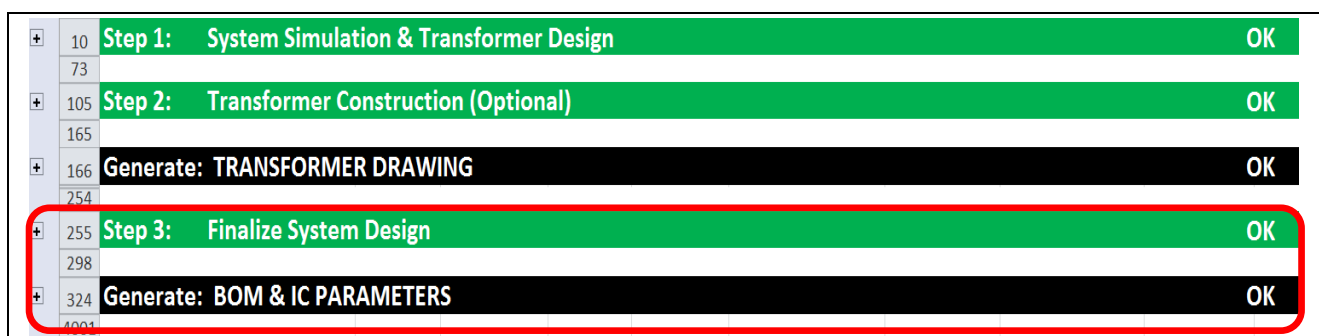 + 10 Step 1: System Simulation & Transformer Design OK
73
+ 105 Step 2: Transformer Construction (Optional) OK
165
+ 166 Generate: TRANSFORMER DRAWING OK
254
+ 255 Step 3: Finalize System Design OK
298
+ 324 Generate: BOM & IC PARAMETERS OK
4001